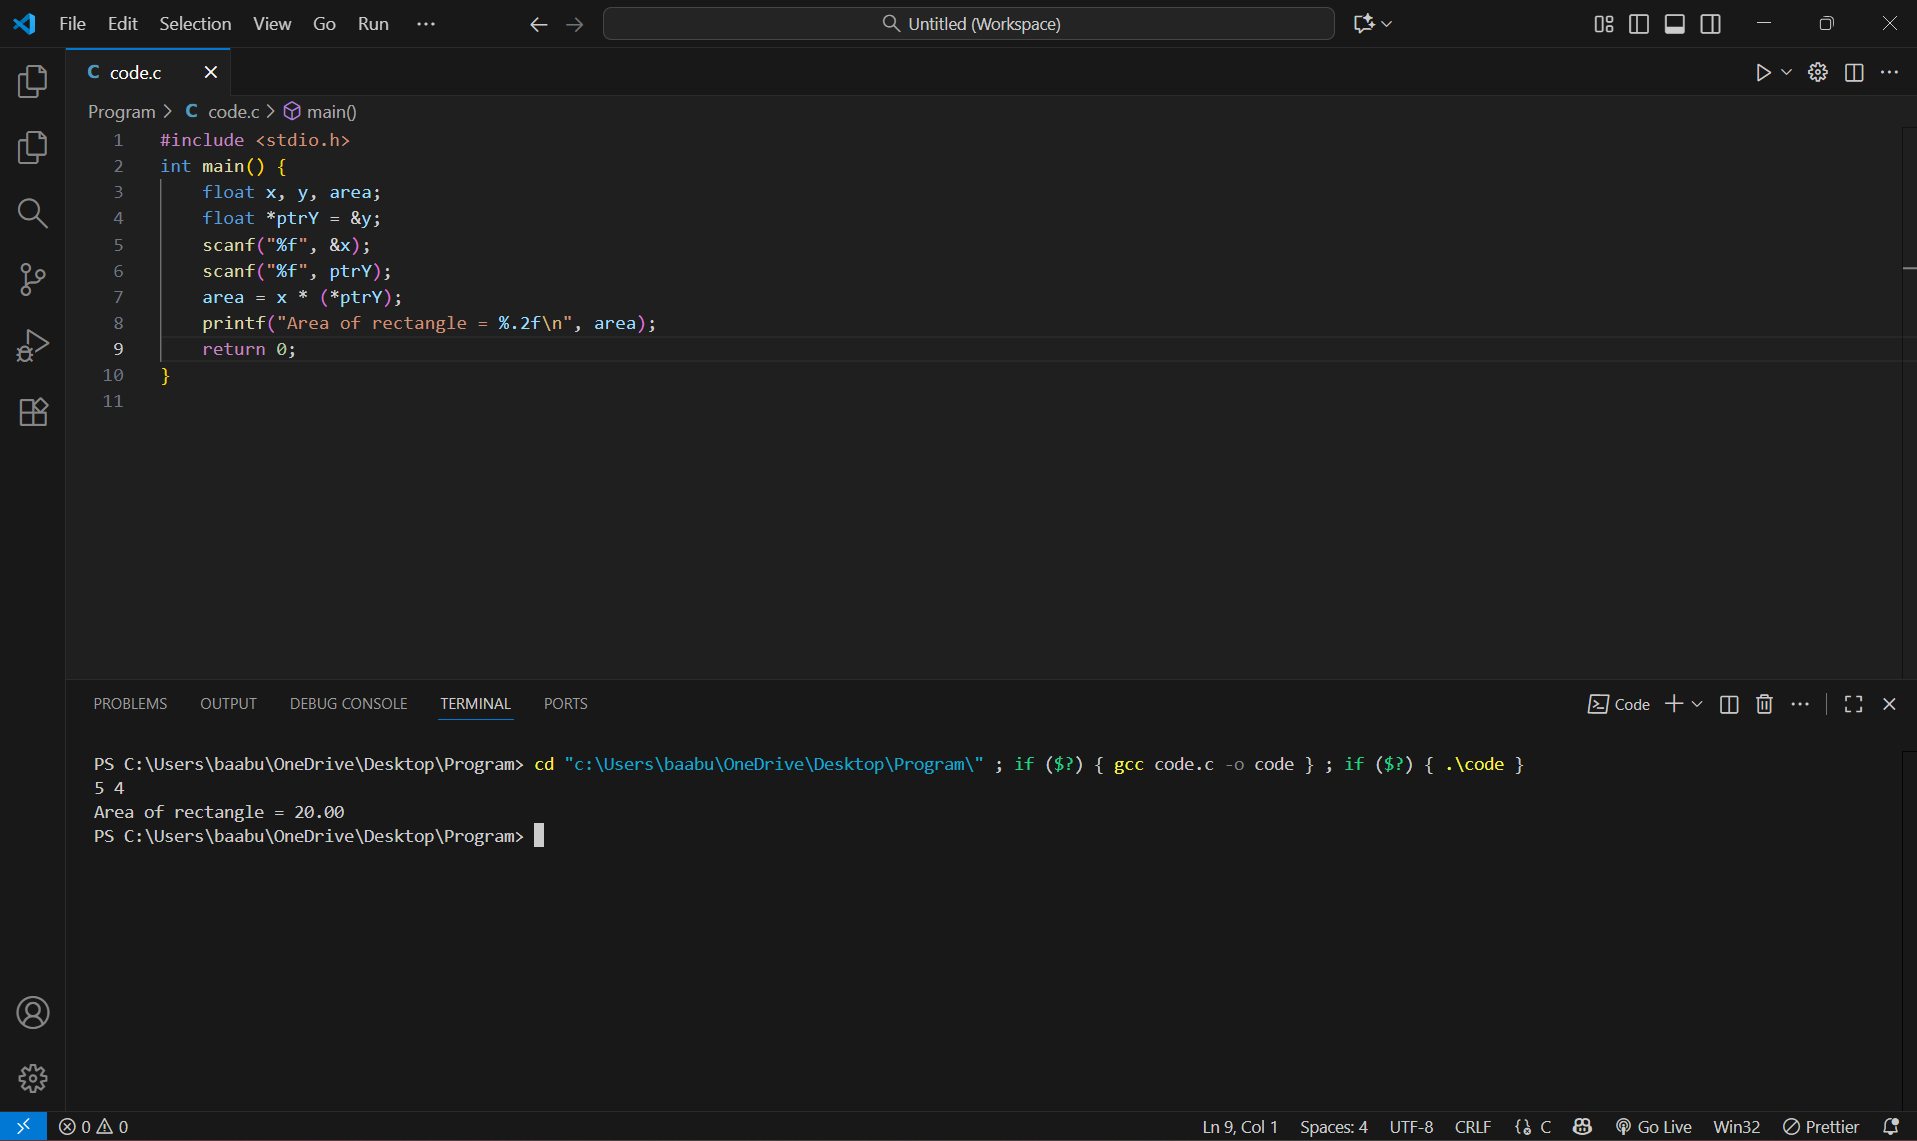 File Edit Selection View Go Run ··· Untitled (Workspace)
C code.c
Program > C code.c > main()
1 #include <stdio.h>
2 int main() {
3     float x, y, area;
4     float *ptrY = &y;
5     scanf("%f", &x);
6     scanf("%f", ptrY);
7     area = x * (*ptrY);
8     printf("Area of rectangle = %.2f\n", area);
9     return 0;
10 }
11
PROBLEMS OUTPUT DEBUG CONSOLE TERMINAL PORTS Code
PS C:\Users\baabu\OneDrive\Desktop\Program> cd "c:\Users\baabu\OneDrive\Desktop\Program\" ; if ($?) { gcc code.c -o code } ; if ($?) { .\code }
5 4
Area of rectangle = 20.00
PS C:\Users\baabu\OneDrive\Desktop\Program>
0 0 Ln 9, Col 1 Spaces: 4 UTF-8 CRLF {} C Go Live Win32 Prettier